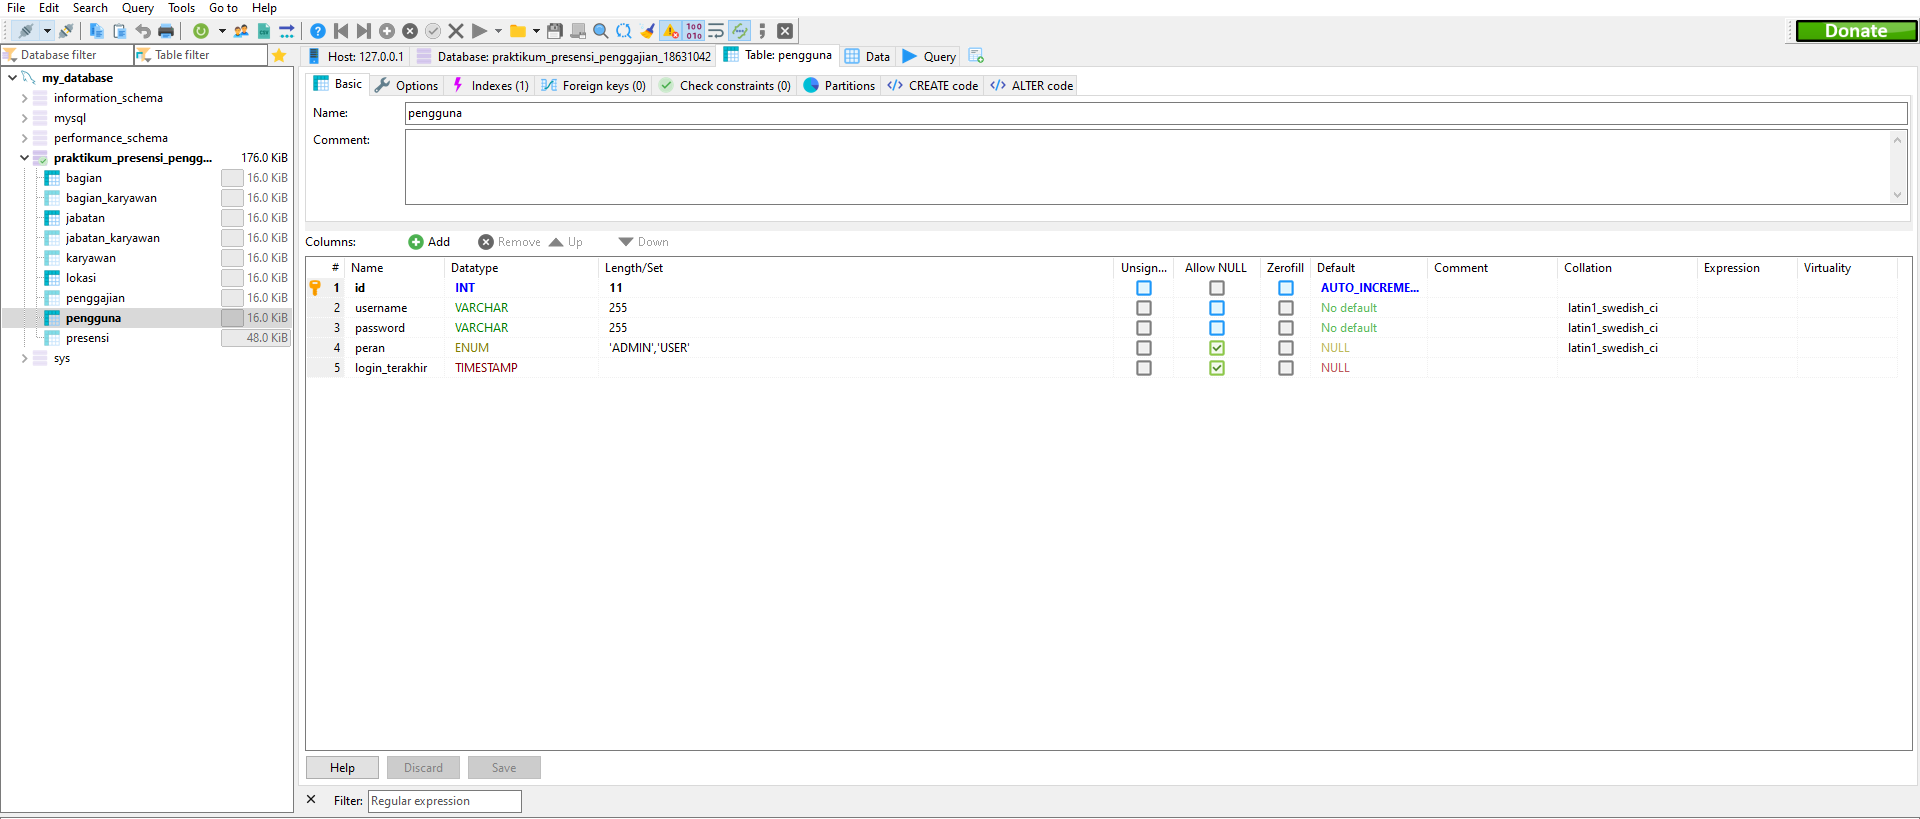 File Edit Search Query Tools Go to Help
Donate
Database filter Table filter
Host: 127.0.0.1 Database: praktikum_presensi_penggajian_18631042 Table: pengguna Data Query
my_database
information_schema
mysql
performance_schema
praktikum_presensi_pengg... 176.0 KiB
bagian 16.0 KiB
bagian_karyawan 16.0 KiB
jabatan 16.0 KiB
jabatan_karyawan 16.0 KiB
karyawan 16.0 KiB
lokasi 16.0 KiB
penggajian 16.0 KiB
pengguna 16.0 KiB
presensi 48.0 KiB
sys
Basic Options Indexes (1) Foreign keys (0) Check constraints (0) Partitions CREATE code ALTER code
Name: pengguna
Comment:
Columns: Add Remove Up Down
# Name Datatype Length/Set Unsign... Allow NULL Zerofill Default Comment Collation Expression Virtuality
1 id INT 11 AUTO_INCREME...
2 username VARCHAR 255 No default latin1_swedish_ci
3 password VARCHAR 255 No default latin1_swedish_ci
4 peran ENUM 'ADMIN','USER' NULL latin1_swedish_ci
5 login_terakhir TIMESTAMP NULL
Help Discard Save
Filter: Regular expression